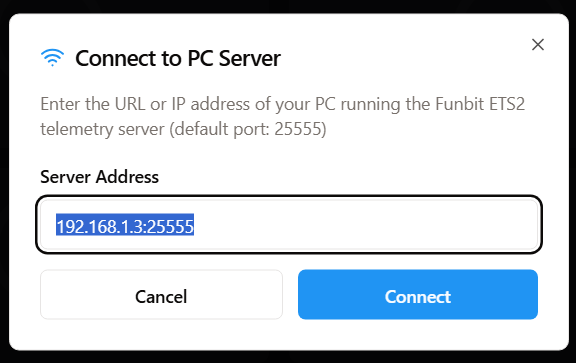 Connect to PC Server
Enter the URL or IP address of your PC running the Funbit ETS2
telemetry server (default port: 25555)
Server Address
192.168.1.3:25555
Cancel
Connect